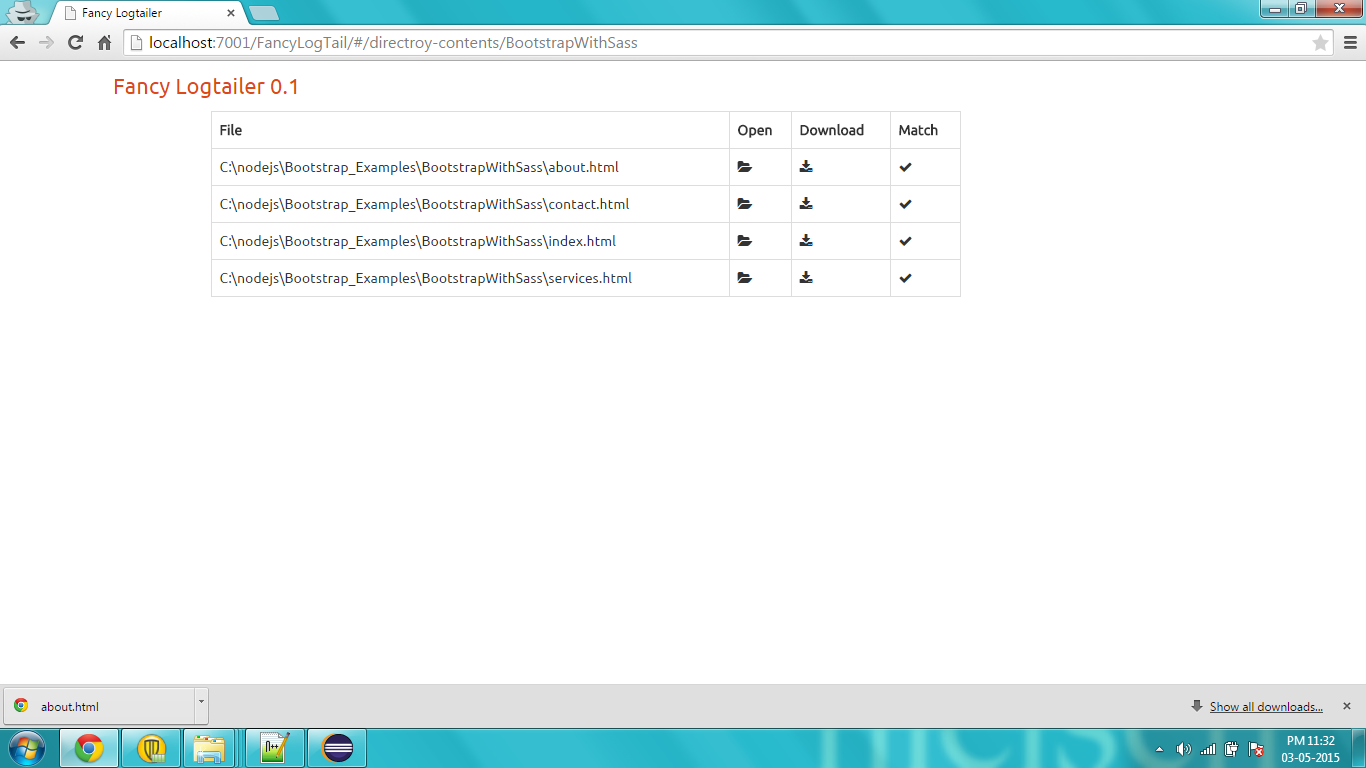 Fancy Logtailer
localhost:7001/FancyLogTail/#/directroy-contents/BootstrapWithSass
Fancy Logtailer 0.1
File Open Download Match
C:\nodejs\Bootstrap_Examples\BootstrapWithSass\about.html
C:\nodejs\Bootstrap_Examples\BootstrapWithSass\contact.html
C:\nodejs\Bootstrap_Examples\BootstrapWithSass\index.html
C:\nodejs\Bootstrap_Examples\BootstrapWithSass\services.html
about.html
Show all downloads...
PM 11:32
03-05-2015